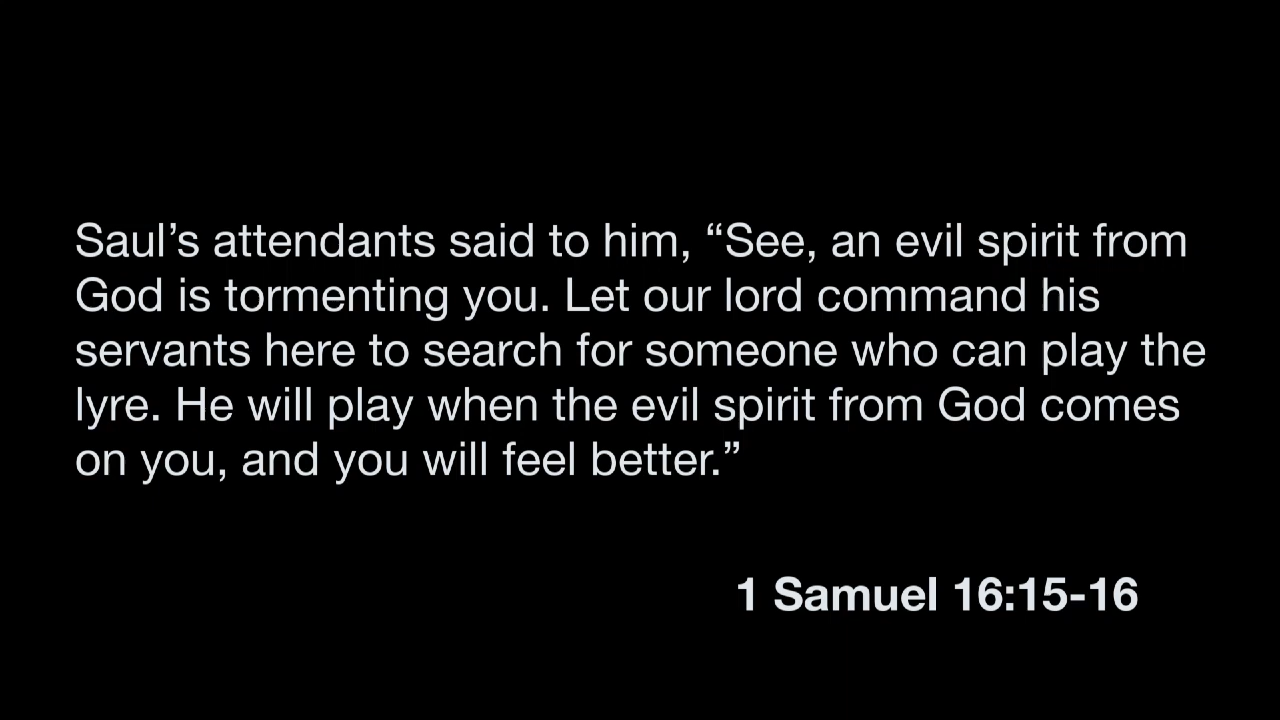 Saul’s attendants said to him, “See, an evil spirit from
God is tormenting you. Let our lord command his
servants here to search for someone who can play the
lyre. He will play when the evil spirit from God comes
on you, and you will feel better.”
1 Samuel 16:15-16